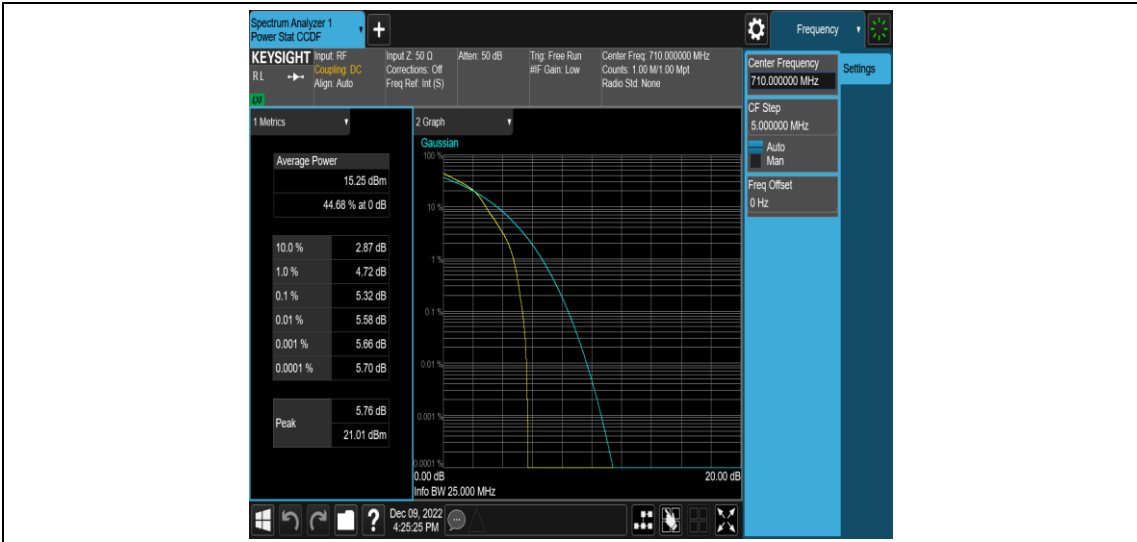 Spectrum Analyzer 1
Power Stat CCDF
+
Frequency
KEYSIGHT
RL
LXI
Input: RF
Coupling: DC
Align: Auto
Input Z: 50 Ω
Corrections: Off
Freq Ref: Int (S)
Atten: 50 dB
Trig: Free Run
#IF Gain: Low
Center Freq: 710.000000 MHz
Counts: 1.00 M/1.00 Mpt
Radio Std: None
Center Frequency
710.000000 MHz
Settings
CF Step
5.000000 MHz
Auto
Man
Freq Offset
0 Hz
1 Metrics
Average Power
15.25 dBm
44.68 % at 0 dB
10.0 % 2.87 dB
1.0 % 4.72 dB
0.1 % 5.32 dB
0.01 % 5.58 dB
0.001 % 5.66 dB
0.0001 % 5.70 dB
Peak
5.76 dB
21.01 dBm
2 Graph
Gaussian
100 %
10 %
1 %
0.1 %
0.01 %
0.001 %
0.0001 %
0.00 dB
20.00 dB
Info BW 25.000 MHz
?
Dec 09, 2022
4:25:25 PM